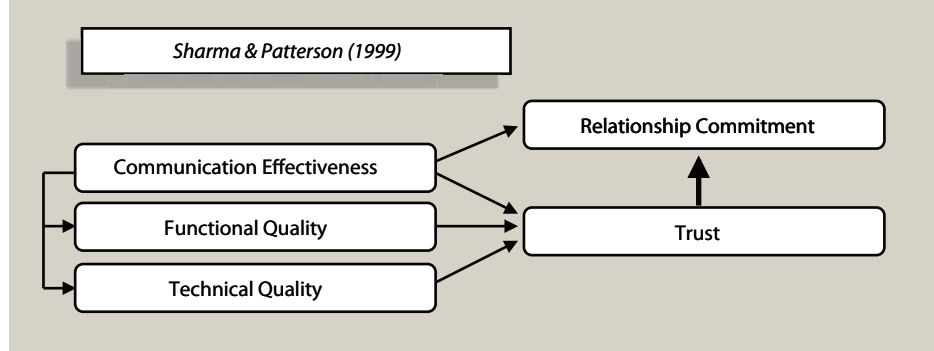 Sharma & Patterson (1999)
Relationship Commitment
Communication Effectiveness
Functional Quality
Trust
Technical Quality